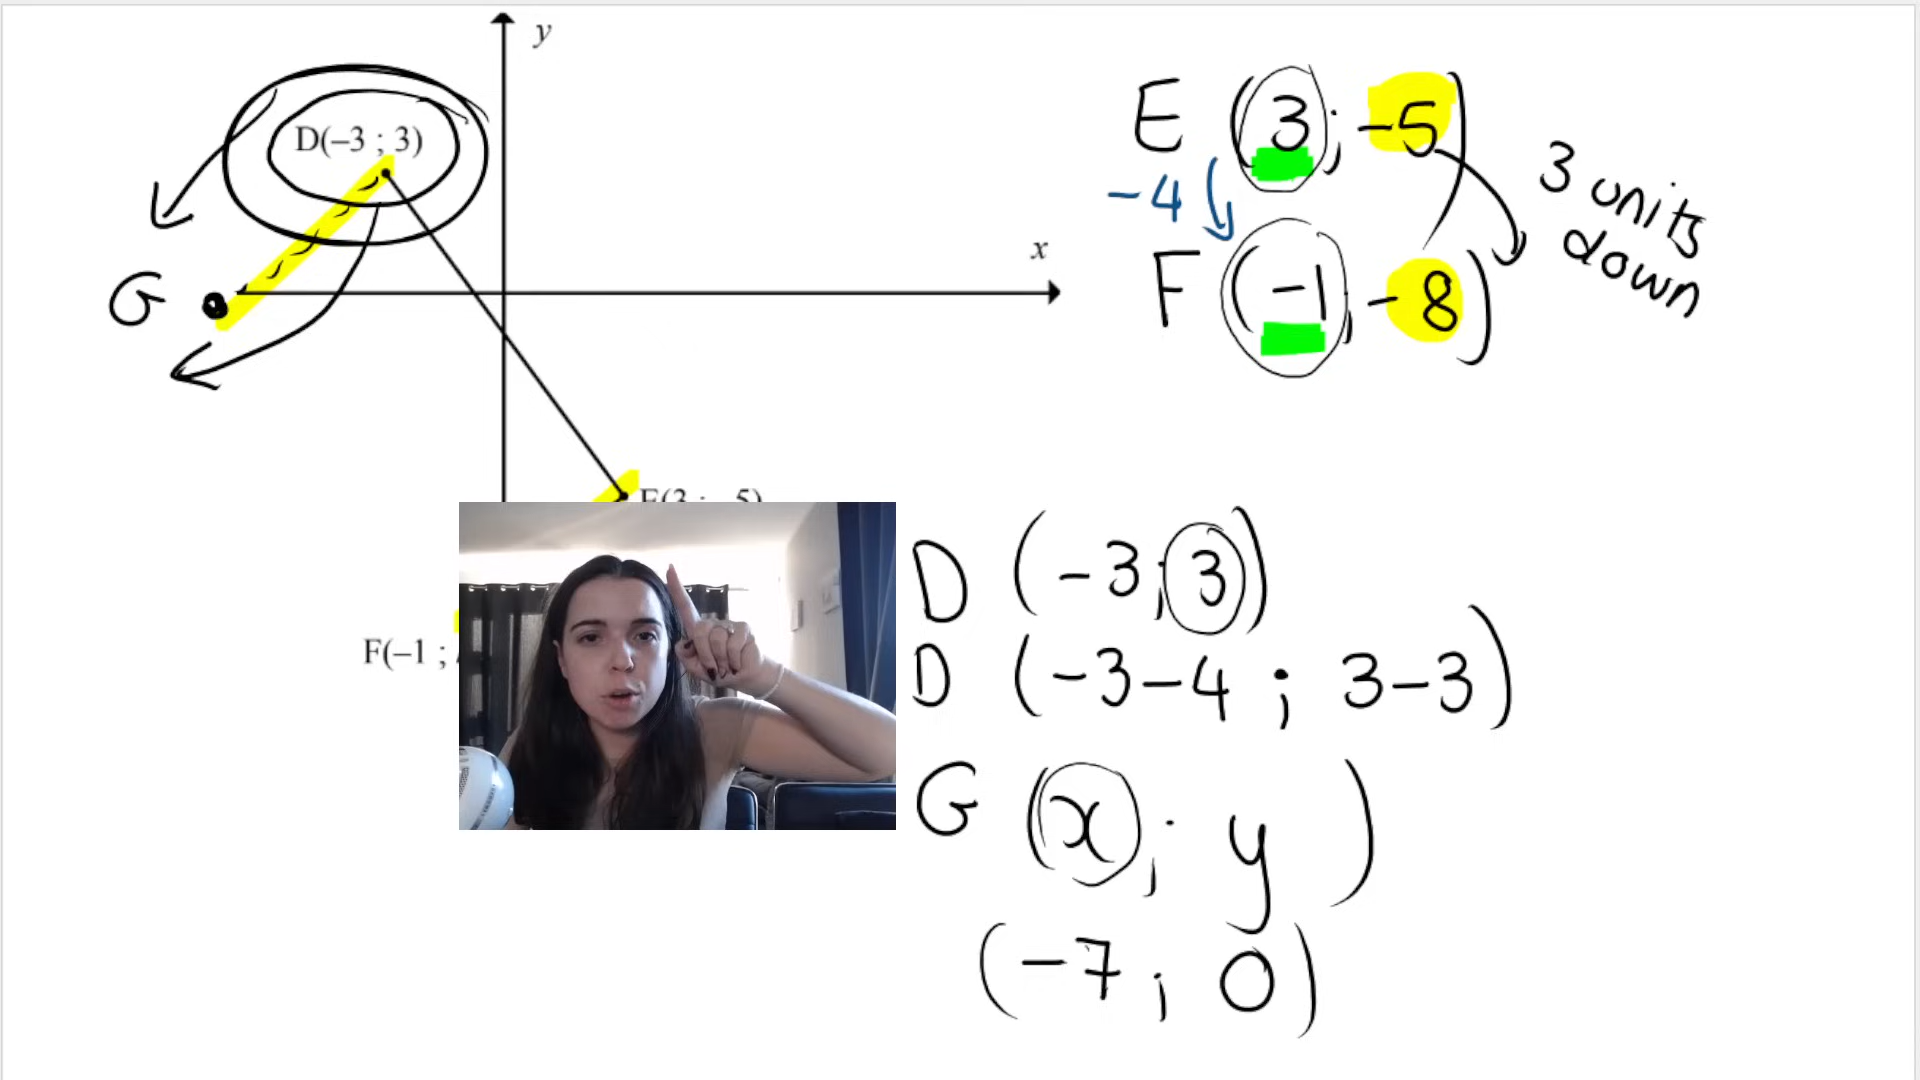 y
D(–3 ; 3)
x
G
F(–1 ;
E (3 ; -5)
-4
F (-1 ; -8)
3 units
down
D (-3 ; 3)
D (-3-4 ; 3-3)
G (x ; y)
(-7 ; 0)